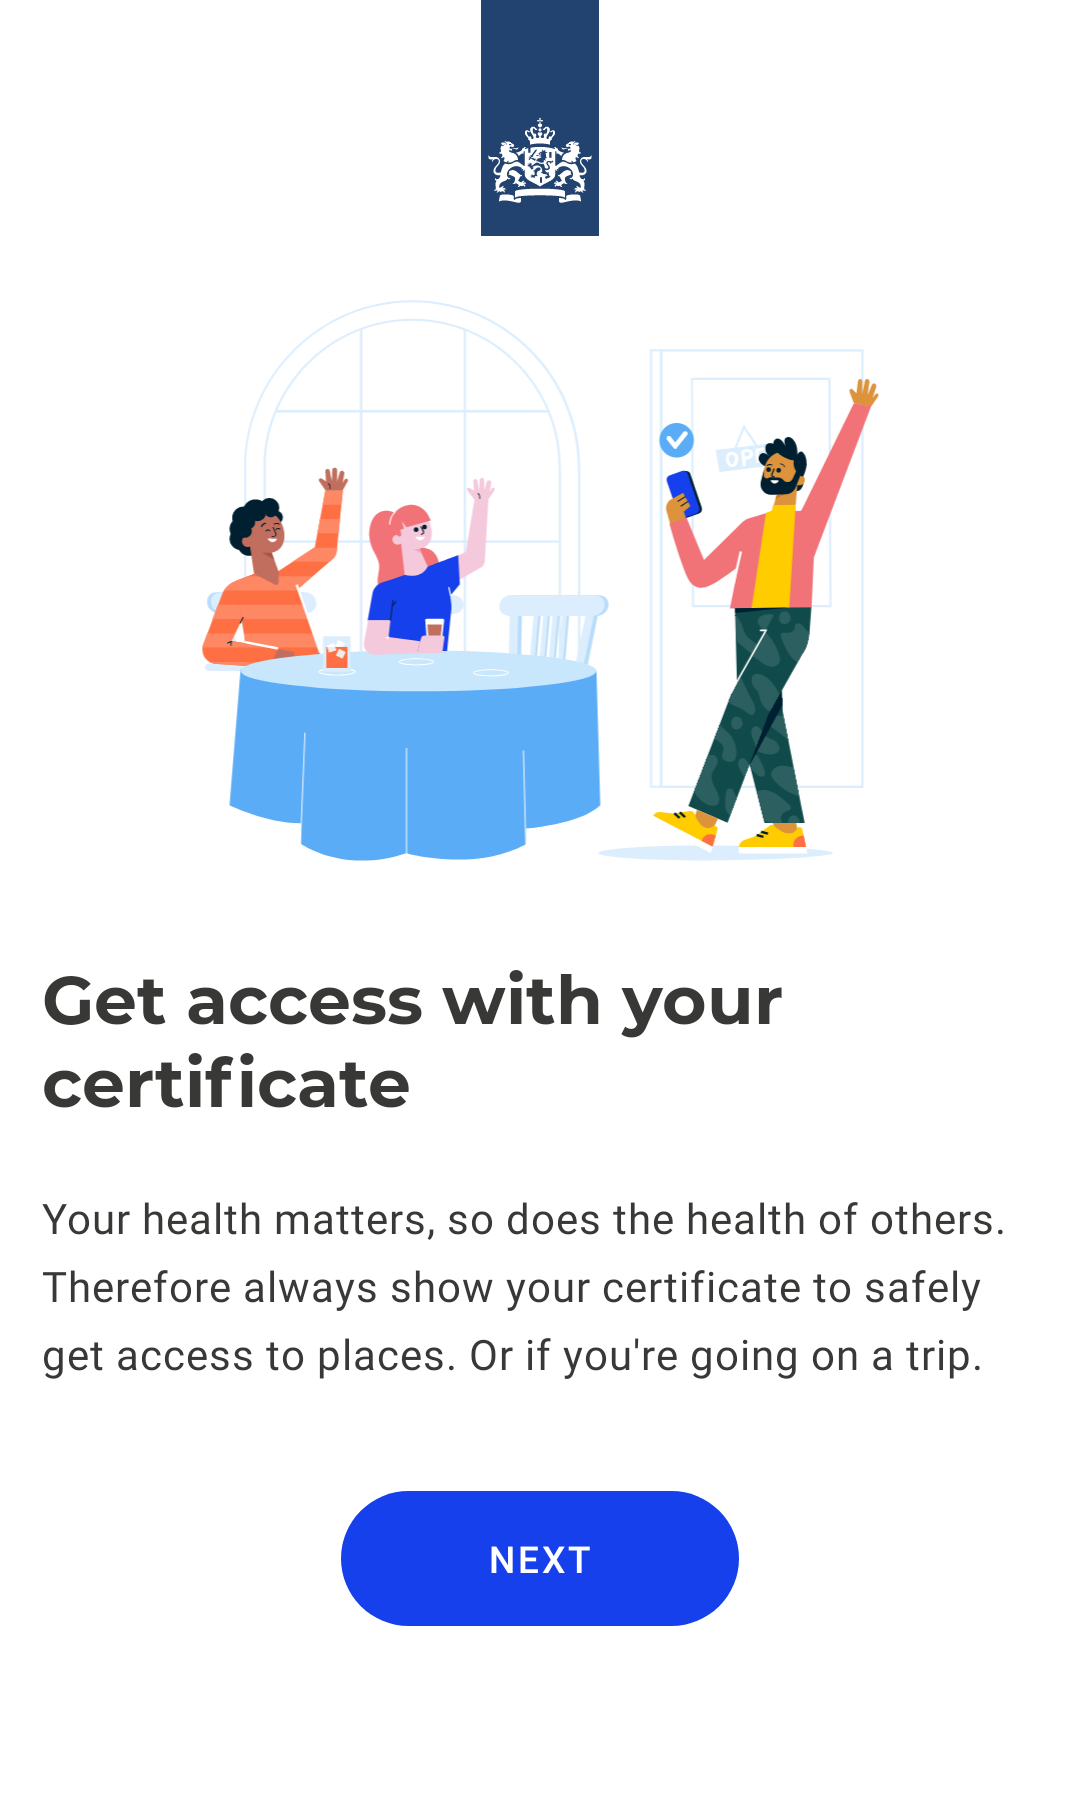 OP
Get access with your
certificate
Your health matters, so does the health of others.
Therefore always show your certificate to safely
get access to places. Or if you're going on a trip.
NEXT